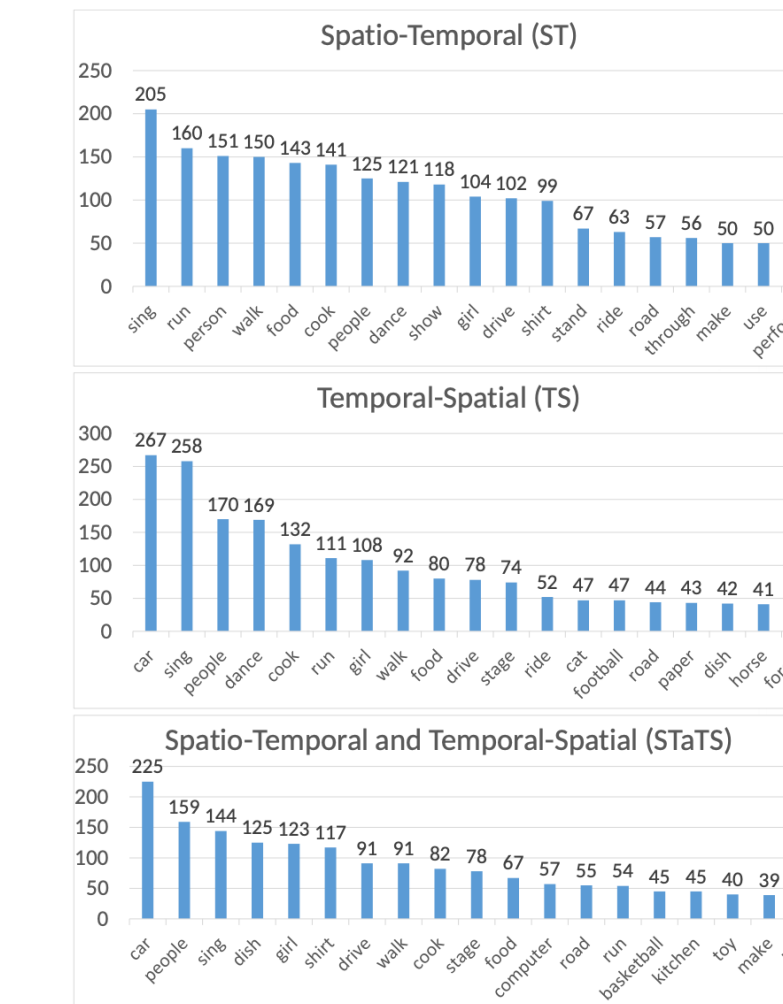 Spatio-Temporal (ST)
250
200
150
100
50
0
205 160 151 150 143 141 125 121 118 104 102 99 67 63 57 56 50 50
sing run person walk food cook people dance show girl drive shirt stand ride road through make use perfo
Temporal-Spatial (TS)
300
250
200
150
100
50
0
267 258 170 169 132 111 108 92 80 78 74 52 47 47 44 43 42 41
car sing people dance cook run girl walk food drive stage ride cat football road paper dish horse for
Spatio-Temporal and Temporal-Spatial (STaTS)
250
200
150
100
50
0
225 159 144 125 123 117 91 91 82 78 67 57 55 54 45 45 40 39
car people sing dish girl shirt drive walk cook stage food computer road run basketball kitchen toy make